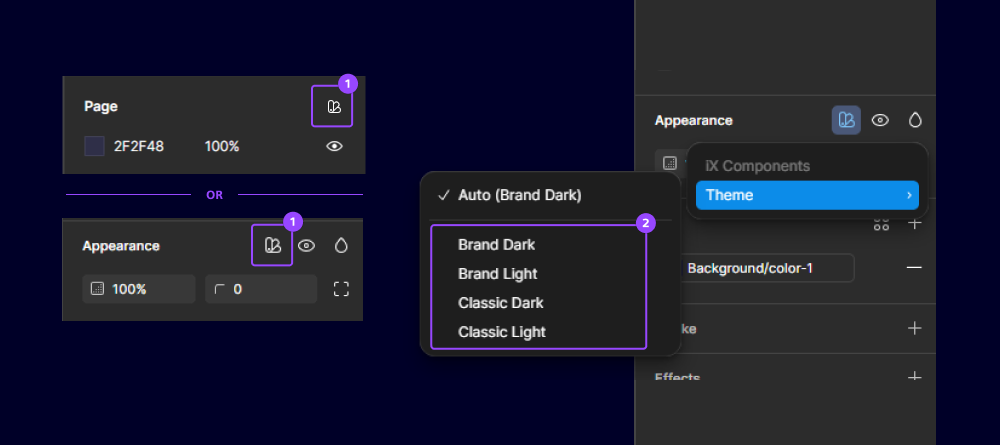 1
Page
2F2F48 100%
OR
1
Appearance
100% 0
Auto (Brand Dark)
2
Brand Dark
Brand Light
Classic Dark
Classic Light
Appearance
iX Components
Theme
Background/color-1
ke
Effects